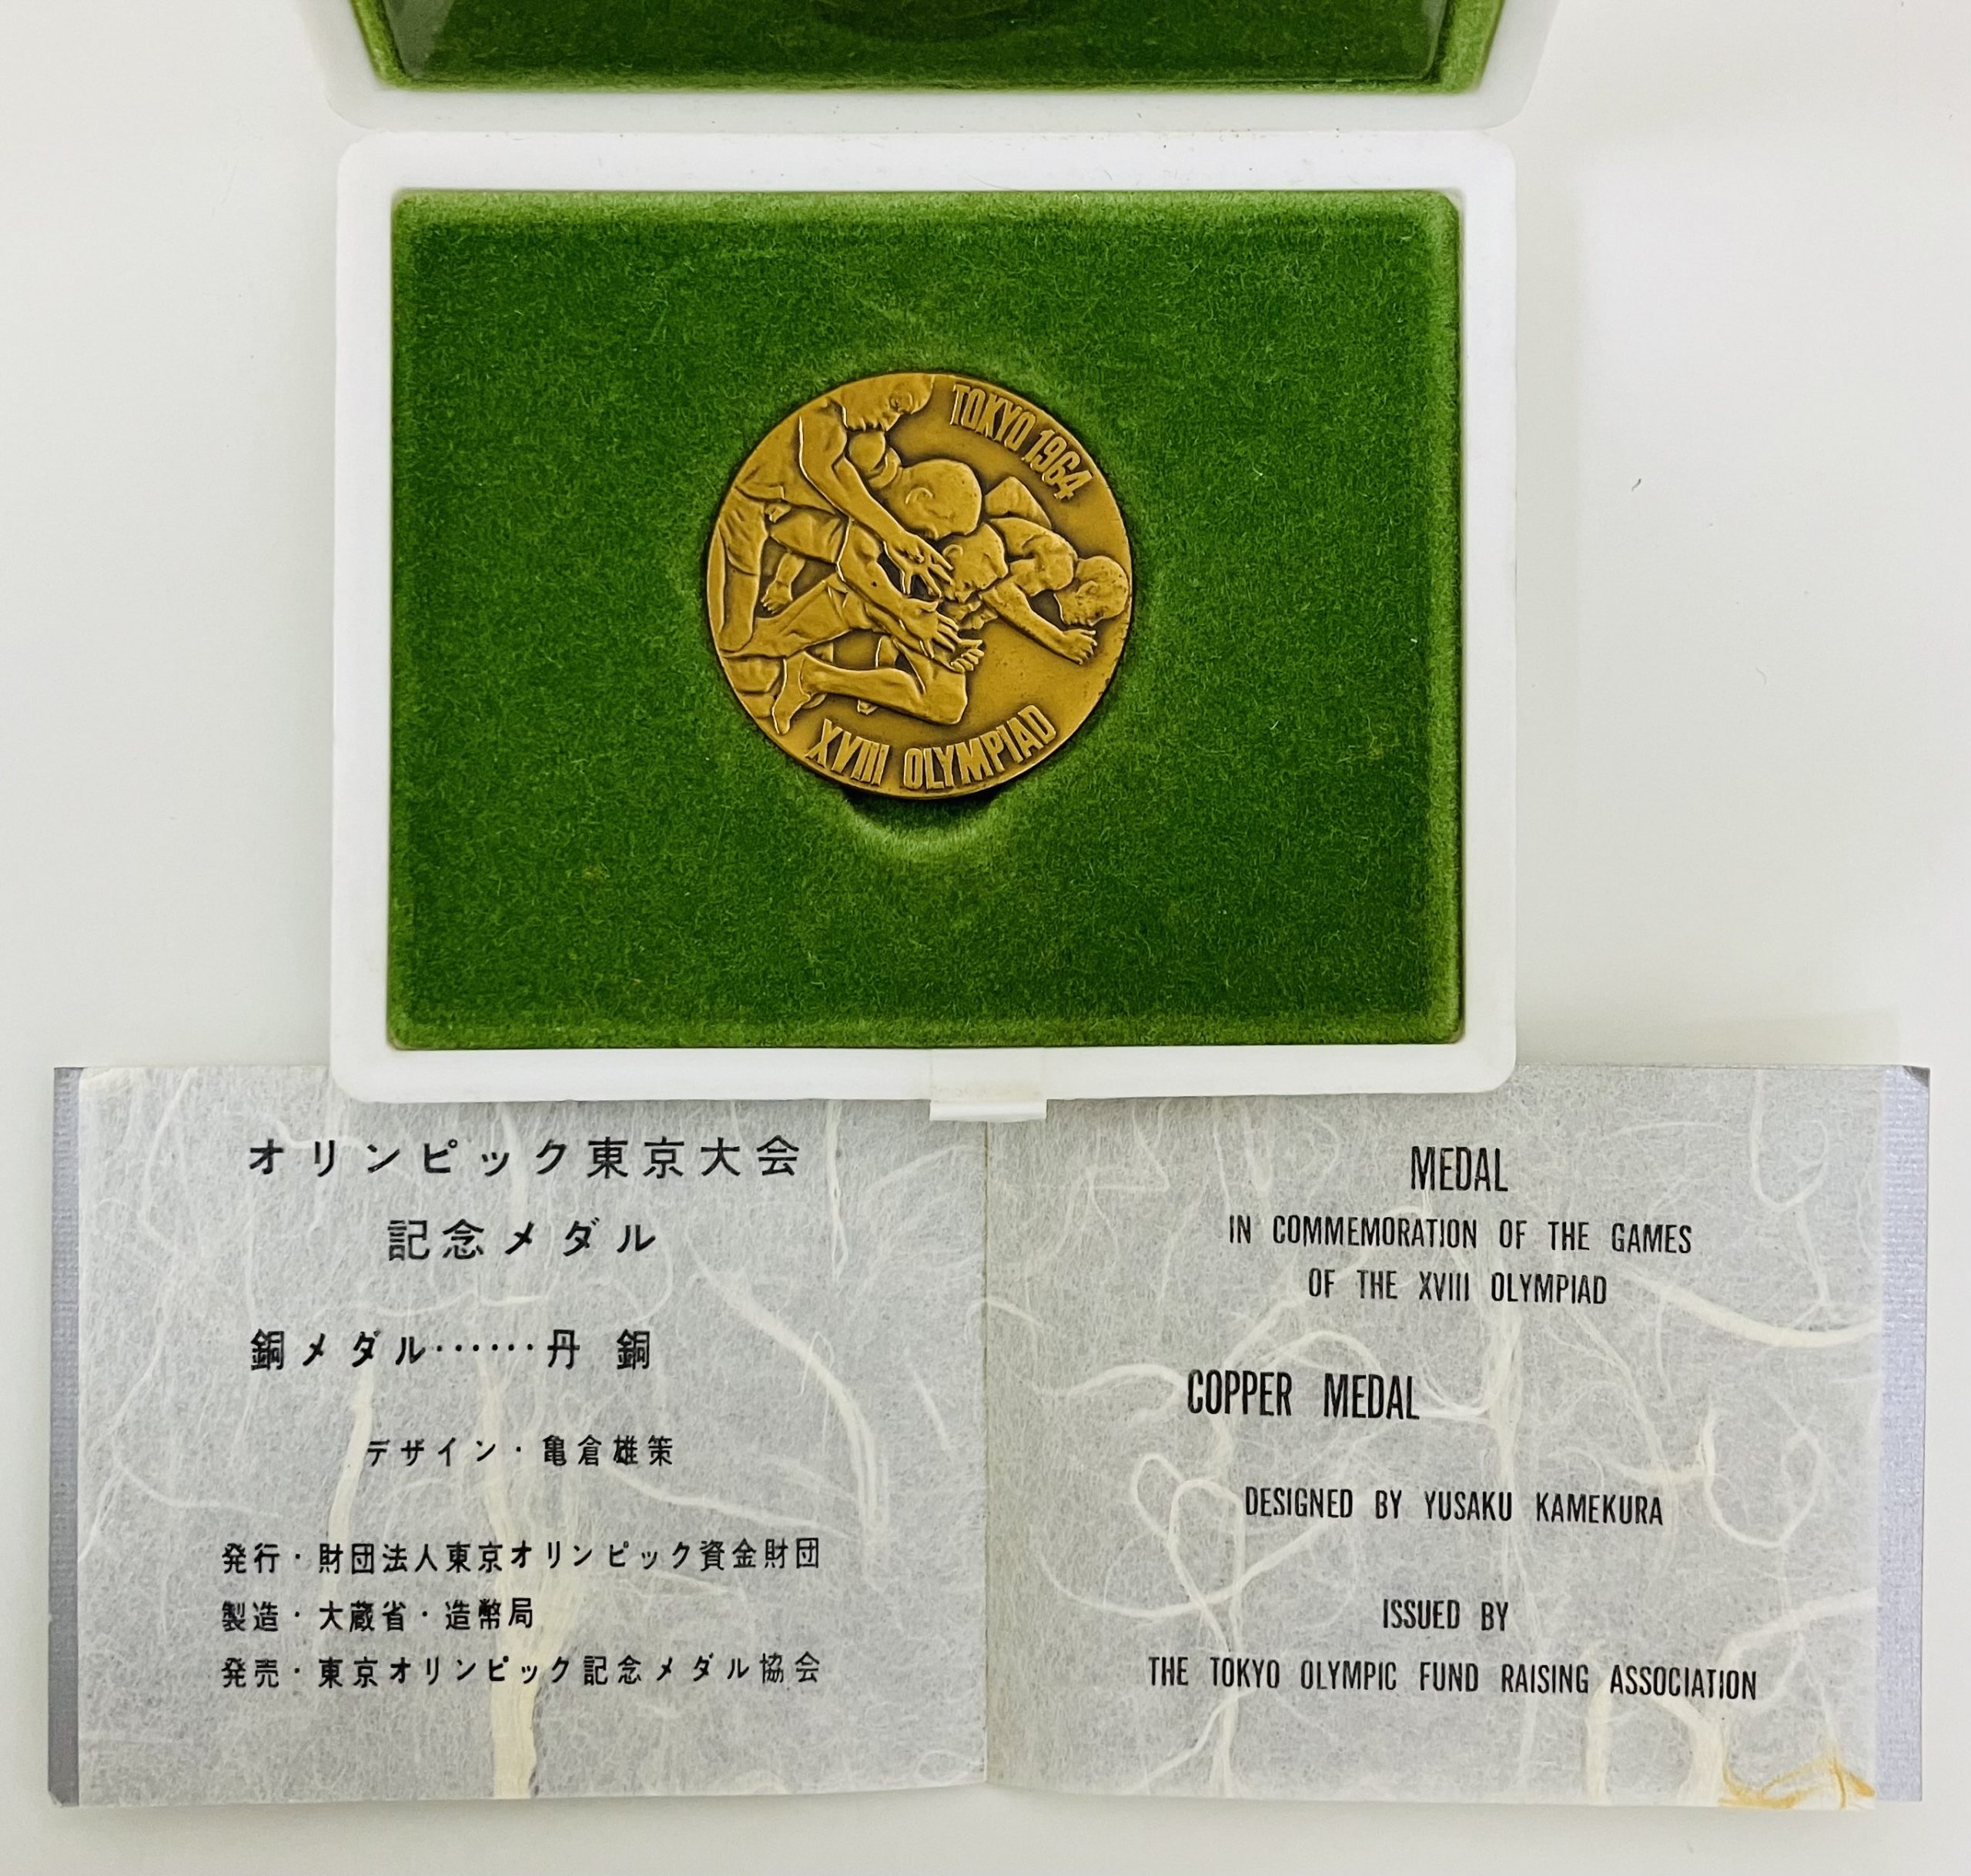 TOKYO 1964
XVIII OLYMPIAD
オリンピック東京大会
記念メダル
銅メダル……丹 銅
デザイン・亀倉雄策
発行・財団法人東京オリンピック資金財団
製造・大蔵省・造幣局
発売・東京オリンピック記念メダル協会
MEDAL
IN COMMEMORATION OF THE GAMES
OF THE XVIII OLYMPIAD
COPPER MEDAL
DESIGNED BY YUSAKU KAMEKURA
ISSUED BY
THE TOKYO OLYMPIC FUND RAISING ASSOCIATION